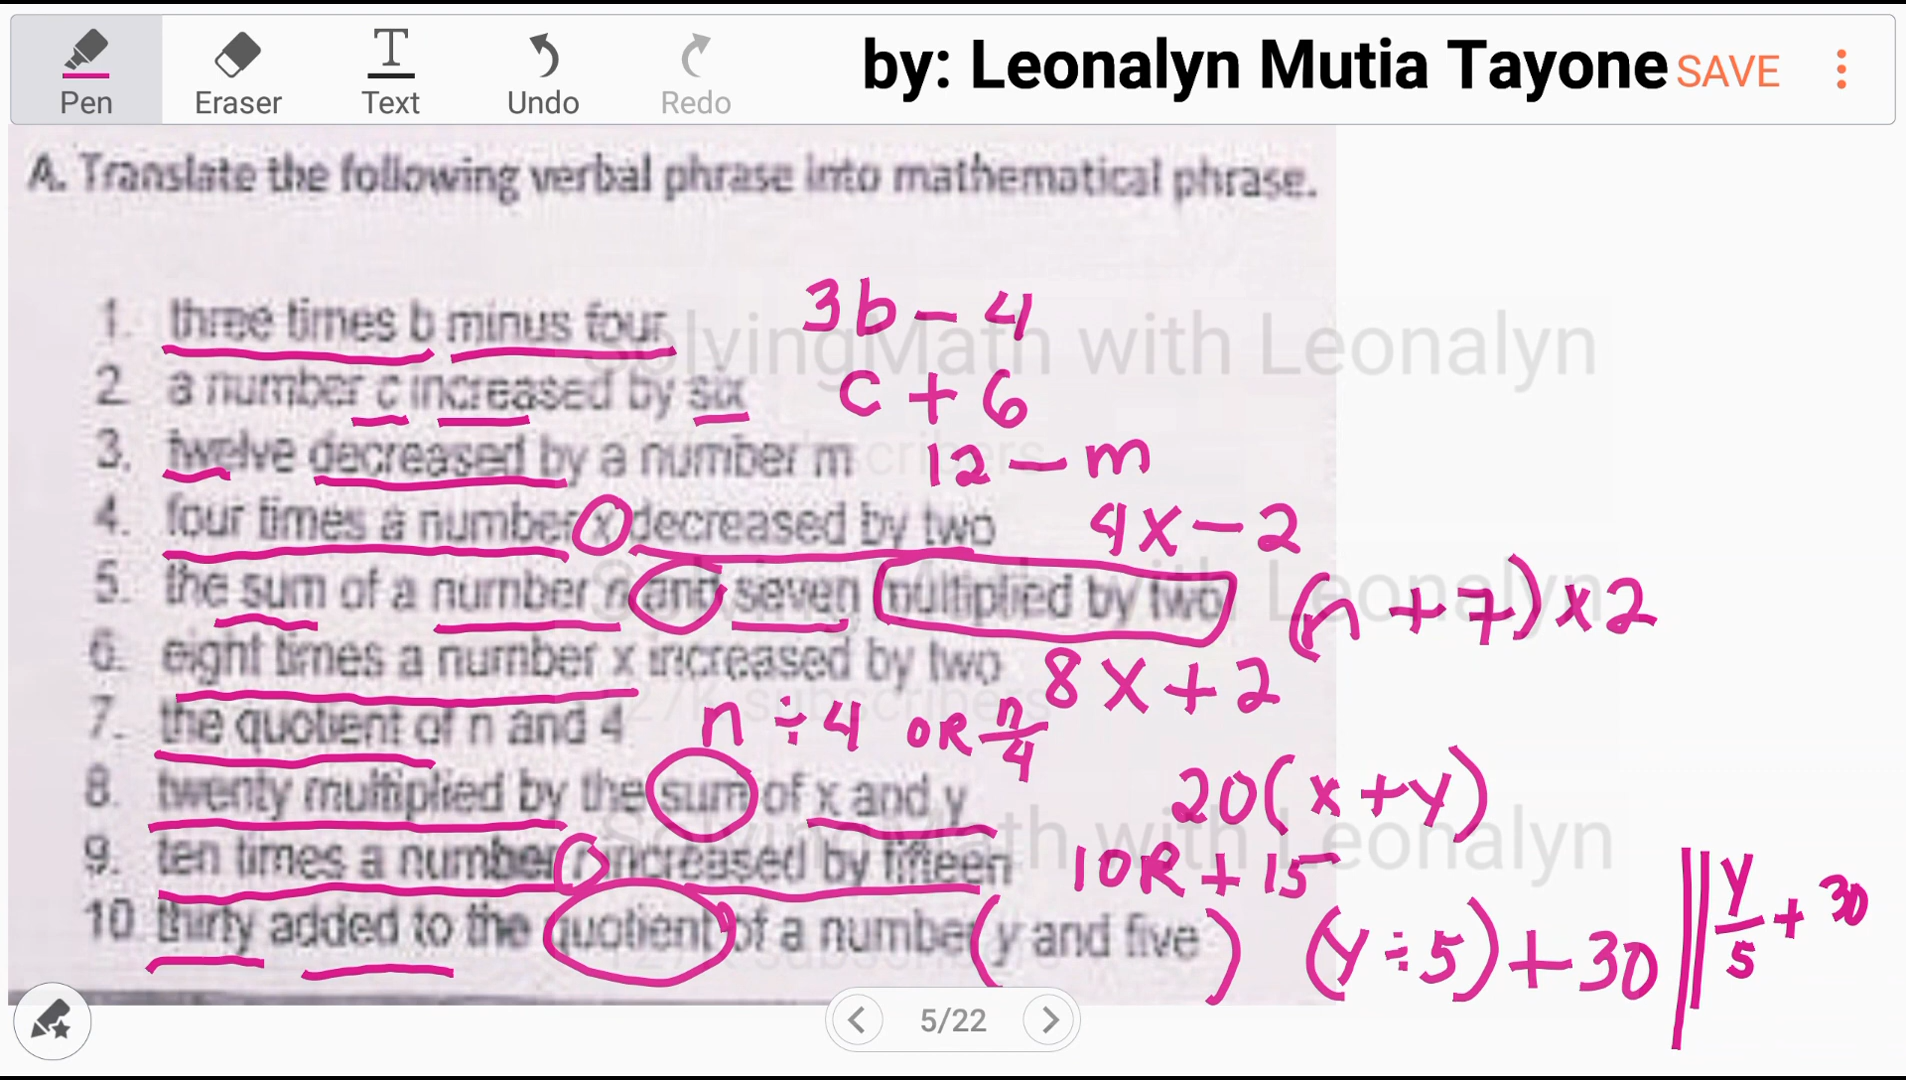 Pen Eraser Text Undo Redo by: Leonalyn Mutia Tayone SAVE
A. Translate the following verbal phrase into mathematical phrase.
1. three times b minus four 3b - 4
2. a number c increased by six c + 6
3. twelve decreased by a number m 12 - m
4. four times a number x decreased by two 4x - 2
5. the sum of a number n and seven multiplied by two (n + 7) x 2
6. eight times a number x increased by two 8x + 2
7. the quotient of n and 4 n ÷ 4 OR n/4
8. twenty multiplied by the sum of x and y 20(x+y)
9. ten times a number r increased by fifteen 10R + 15
10. thirty added to the quotient of a number (y and five) (y ÷ 5) + 30 || y/5 + 30
SolvingMath with Leonalyn
with Leonalyn
subscribers
SolvingMath with Leonalyn
5/22